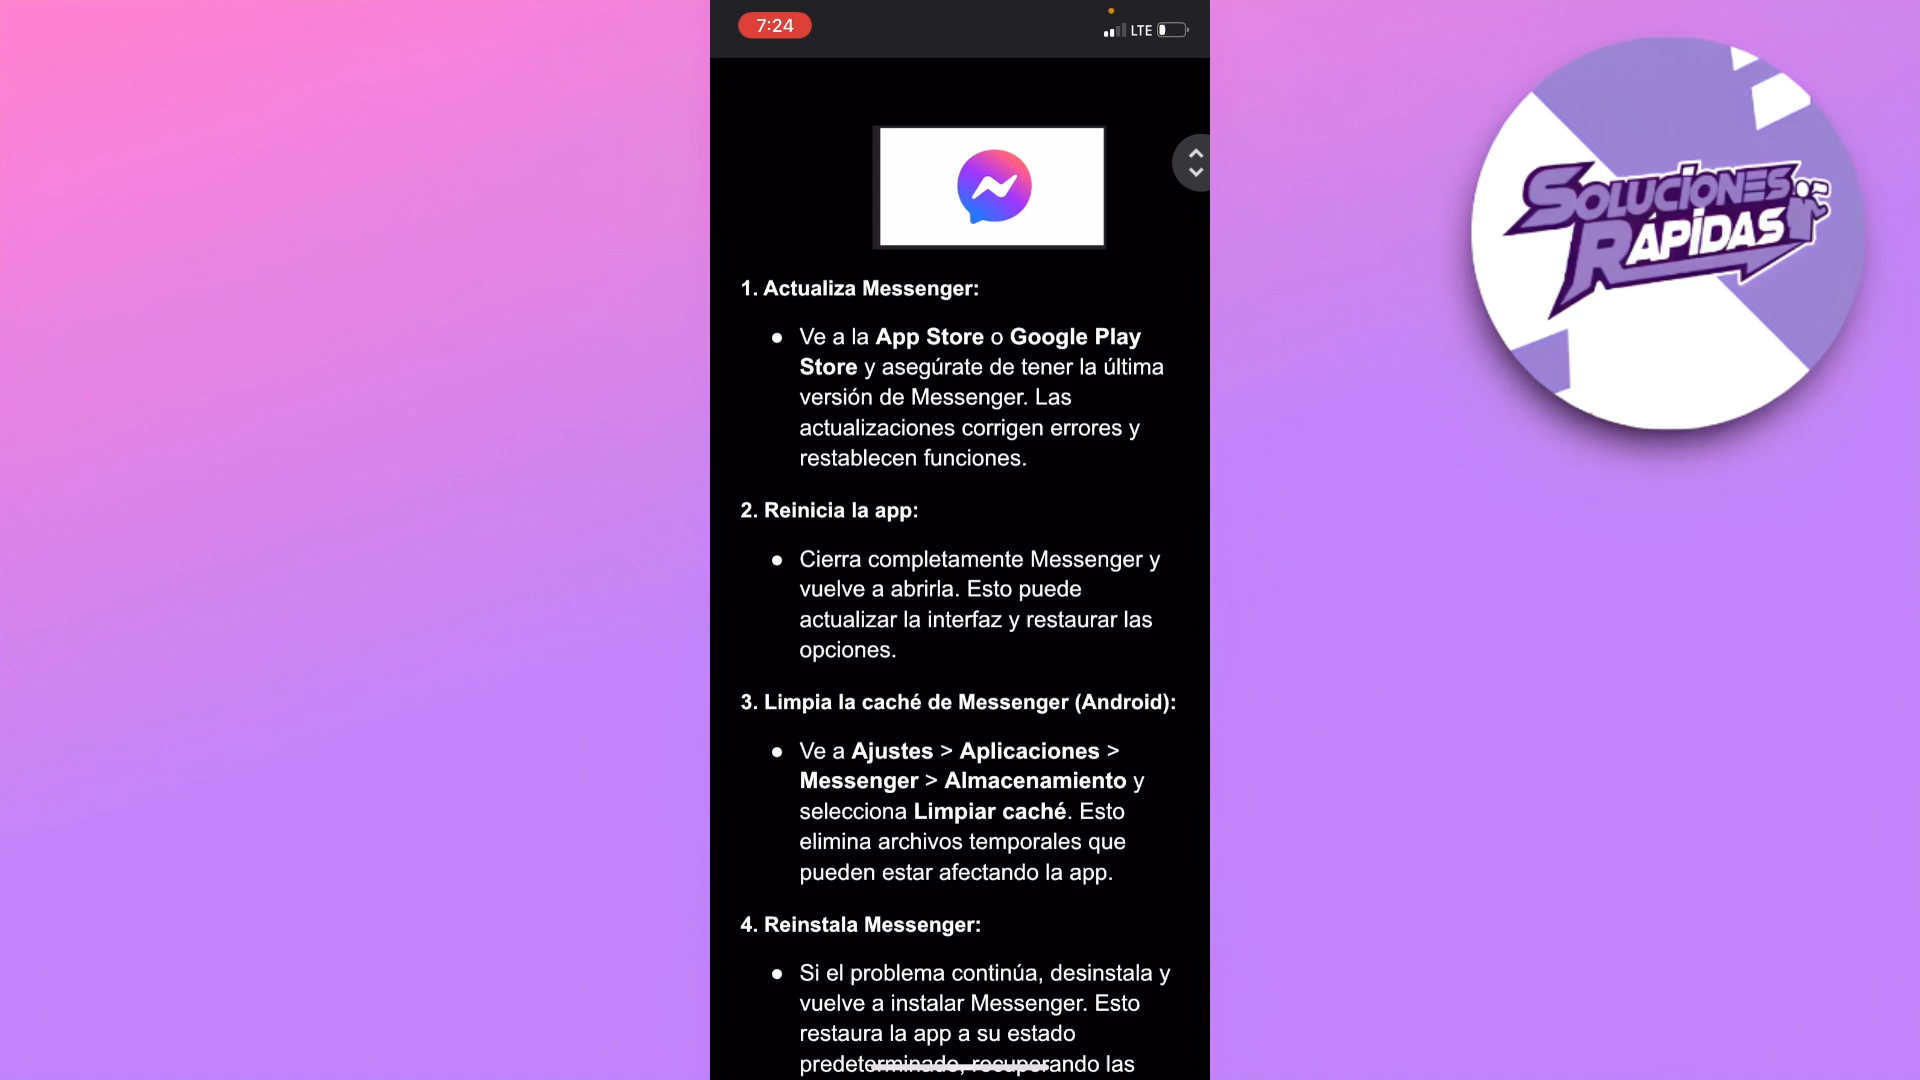 7:24
LTE
SOLUCIONES
RÁPIDAS
1. Actualiza Messenger:
● Ve a la App Store o Google Play
Store y asegúrate de tener la última
versión de Messenger. Las
actualizaciones corrigen errores y
restablecen funciones.
2. Reinicia la app:
● Cierra completamente Messenger y
vuelve a abrirla. Esto puede
actualizar la interfaz y restaurar las
opciones.
3. Limpia la caché de Messenger (Android):
● Ve a Ajustes > Aplicaciones >
Messenger > Almacenamiento y
selecciona Limpiar caché. Esto
elimina archivos temporales que
pueden estar afectando la app.
4. Reinstala Messenger:
● Si el problema continúa, desinstala y
vuelve a instalar Messenger. Esto
restaura la app a su estado
predeterminado, recuperando las